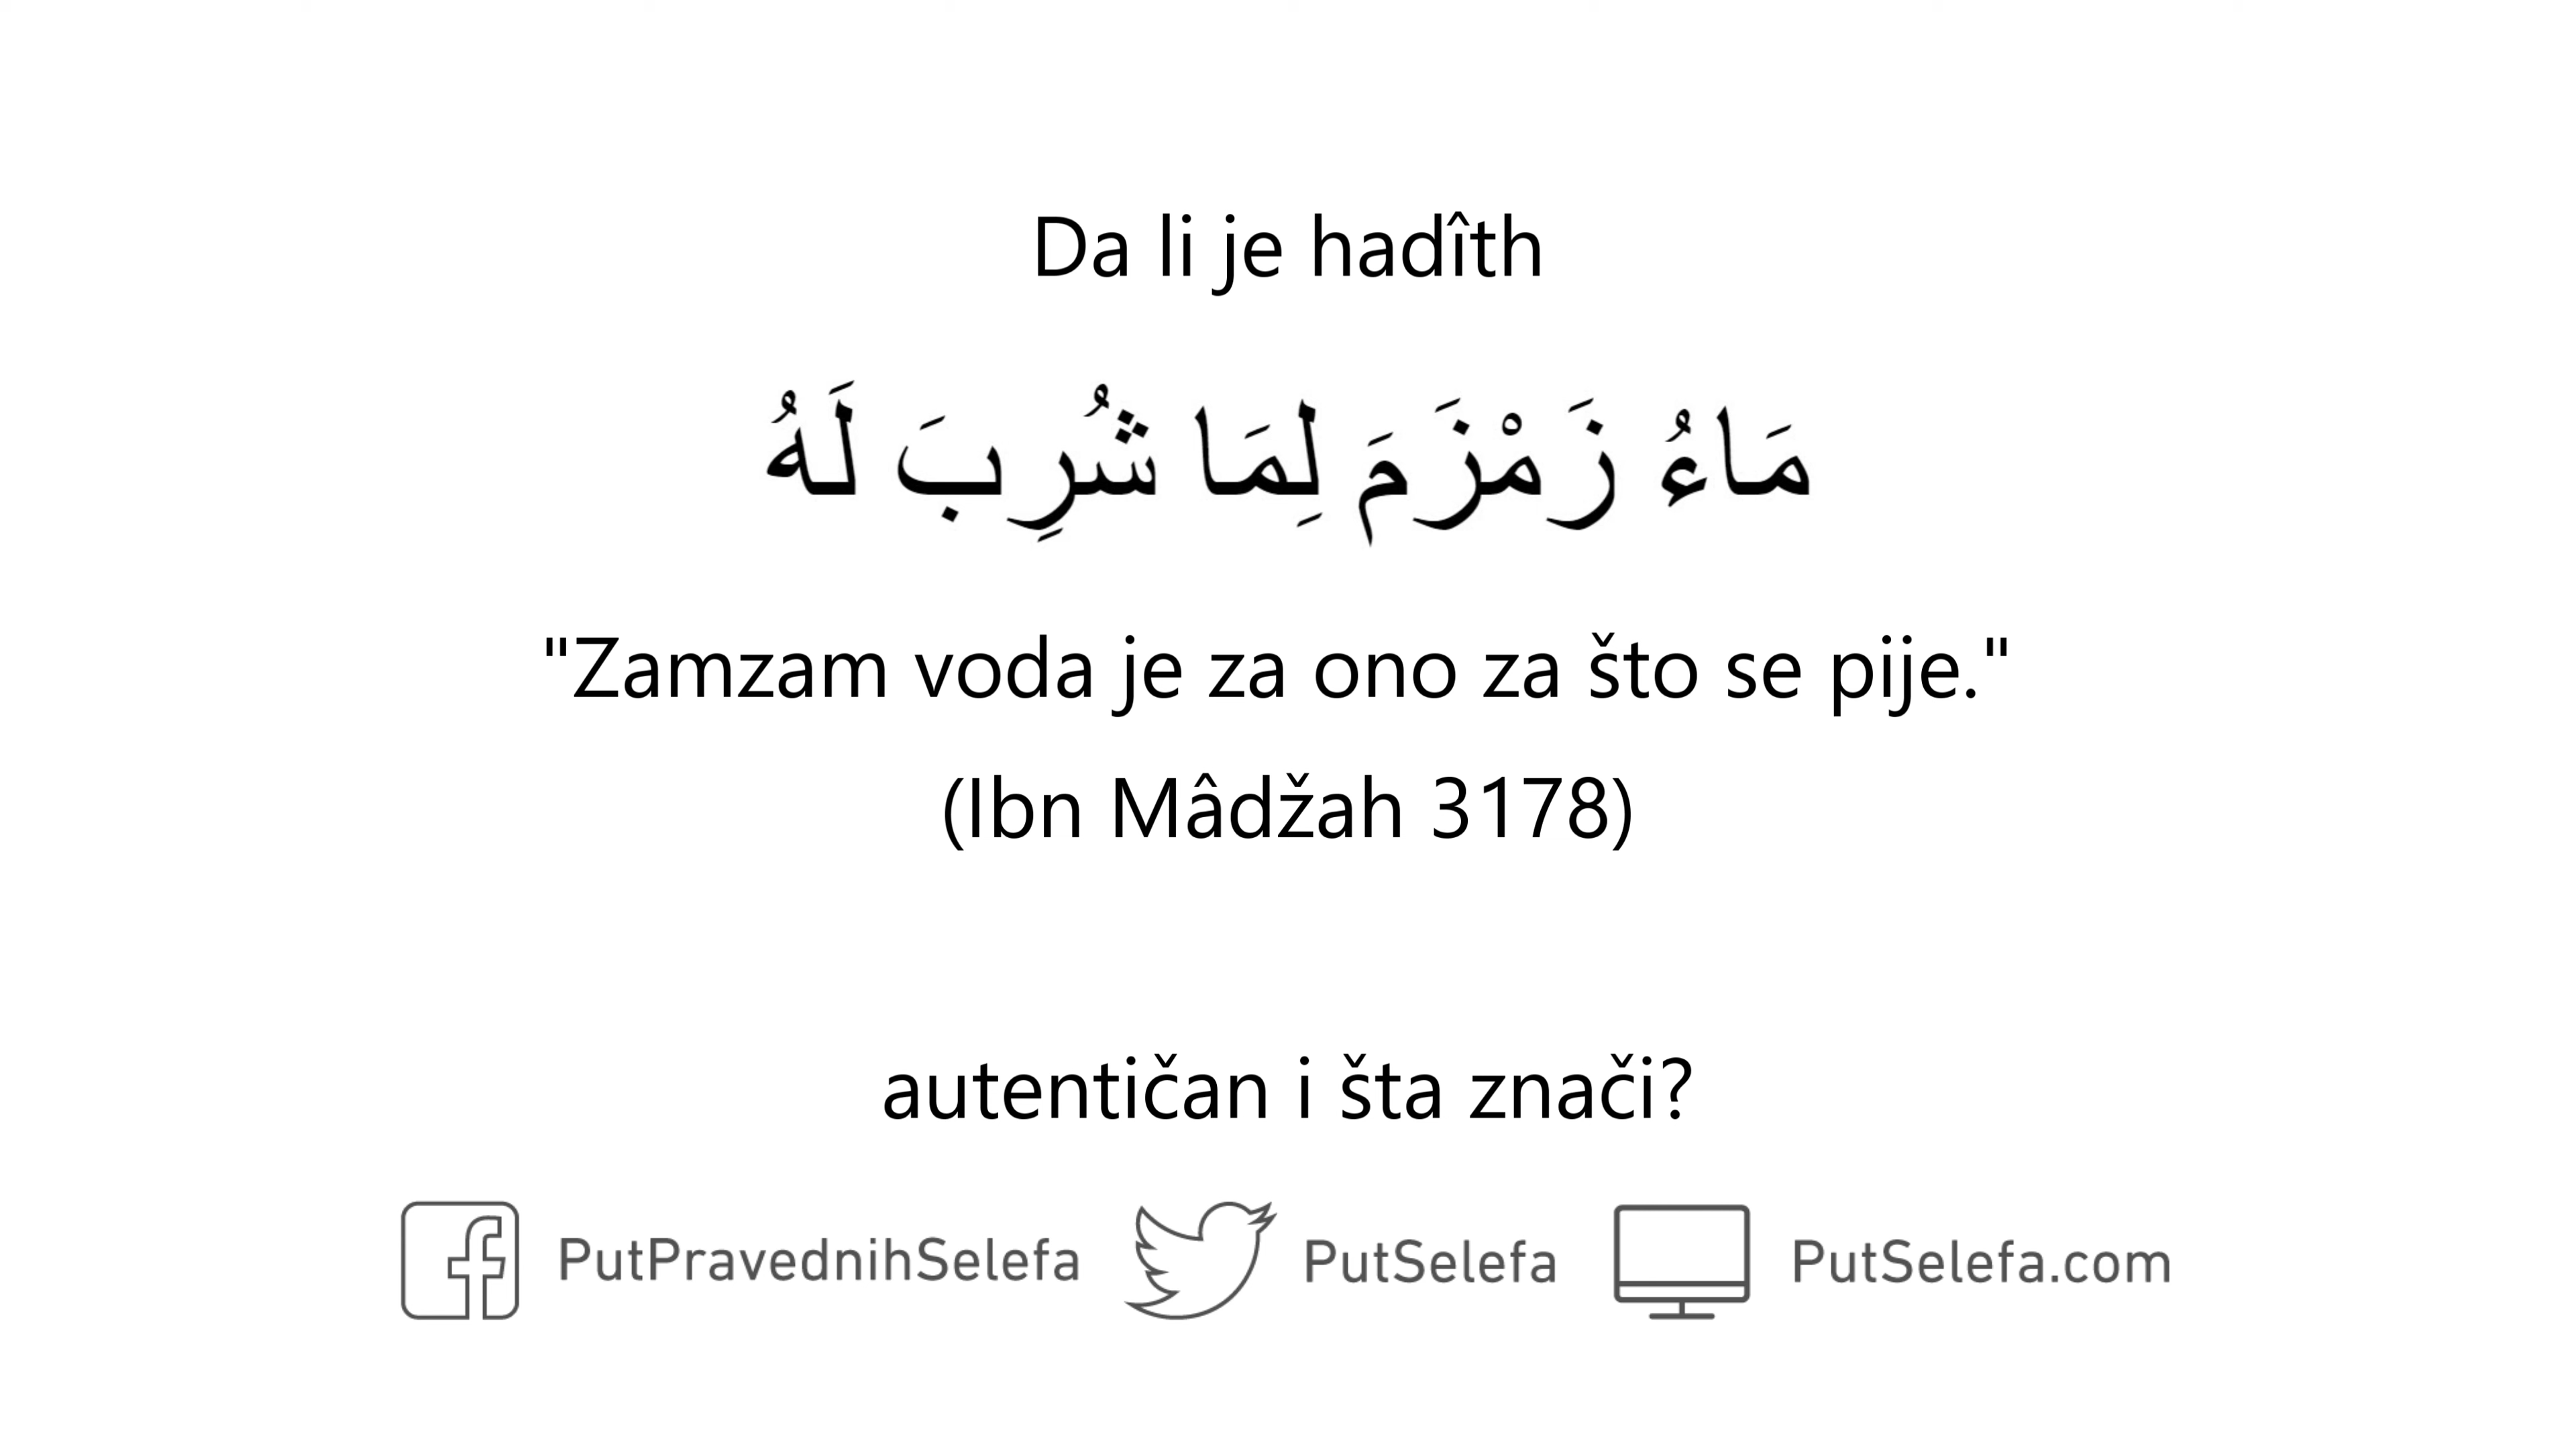 Da li je hadîth
مَاءُ زَمْزَمَ لِمَا شُرِبَ لَهُ
"Zamzam voda je za ono za što se pije."
(Ibn Mâdžah 3178)
autentičan i šta znači?
PutPravednihSelefa PutSelefa PutSelefa.com